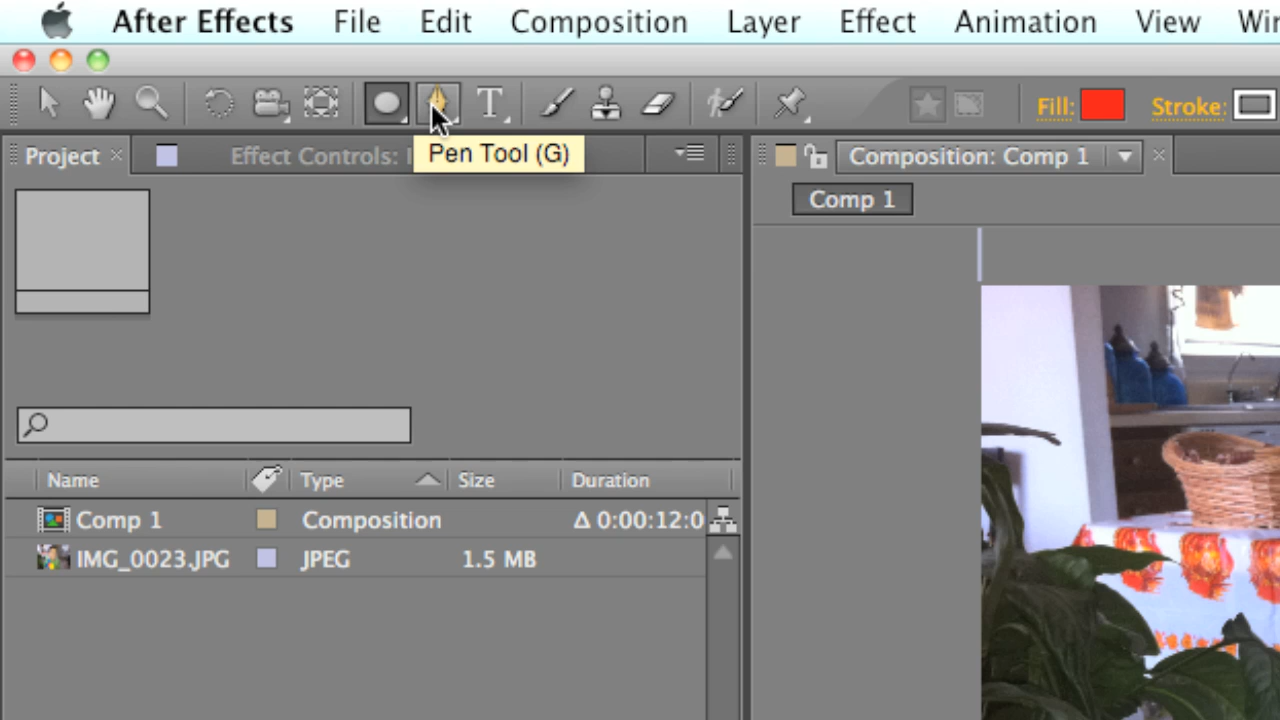 After Effects File Edit Composition Layer Effect Animation View
Fill: Stroke:
Project × Effect Controls: Composition: Comp 1 ×
Pen Tool (G)
Comp 1
Name Type Size Duration
Comp 1 Composition Δ 0:00:12:0
IMG_0023.JPG JPEG 1.5 MB